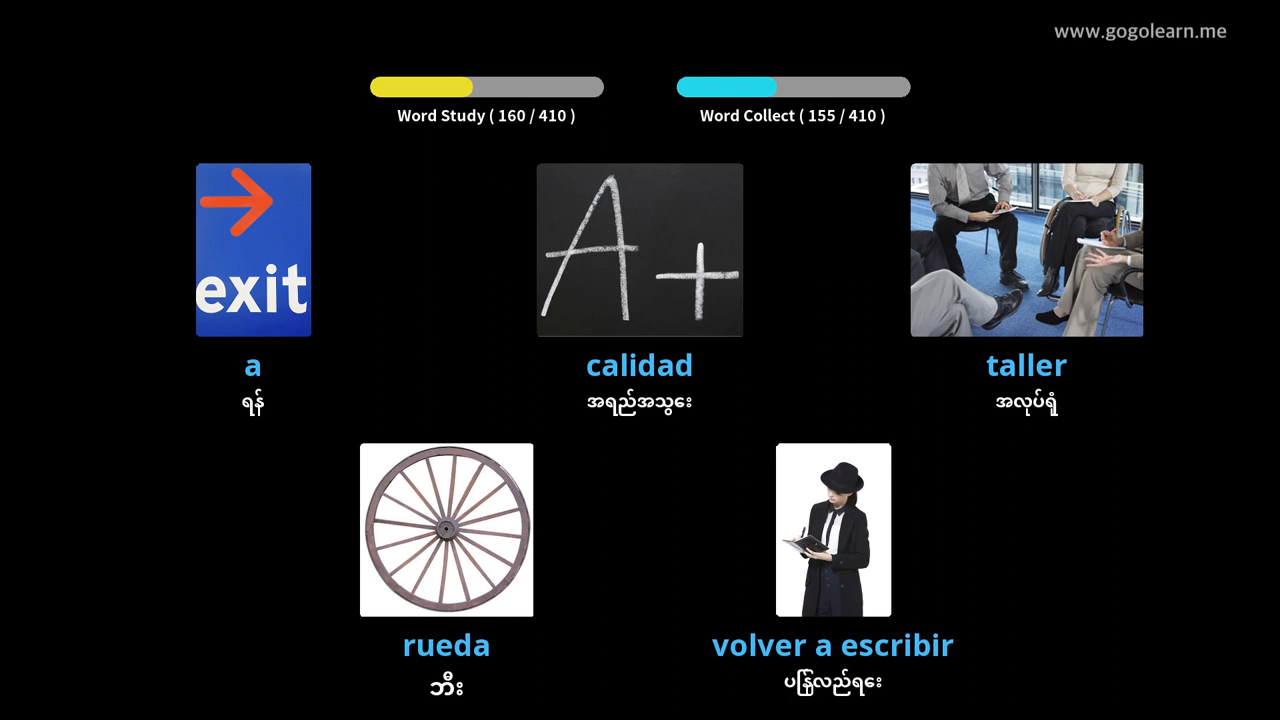 www.gogolearn.me
Word Study ( 160 / 410 )
Word Collect ( 155 / 410 )
exit
A+
a
ရန်
calidad
အရည်အသွေး
taller
အလုပ်ရုံ
rueda
ဘီး
volver a escribir
ပြန်လည်ရေး